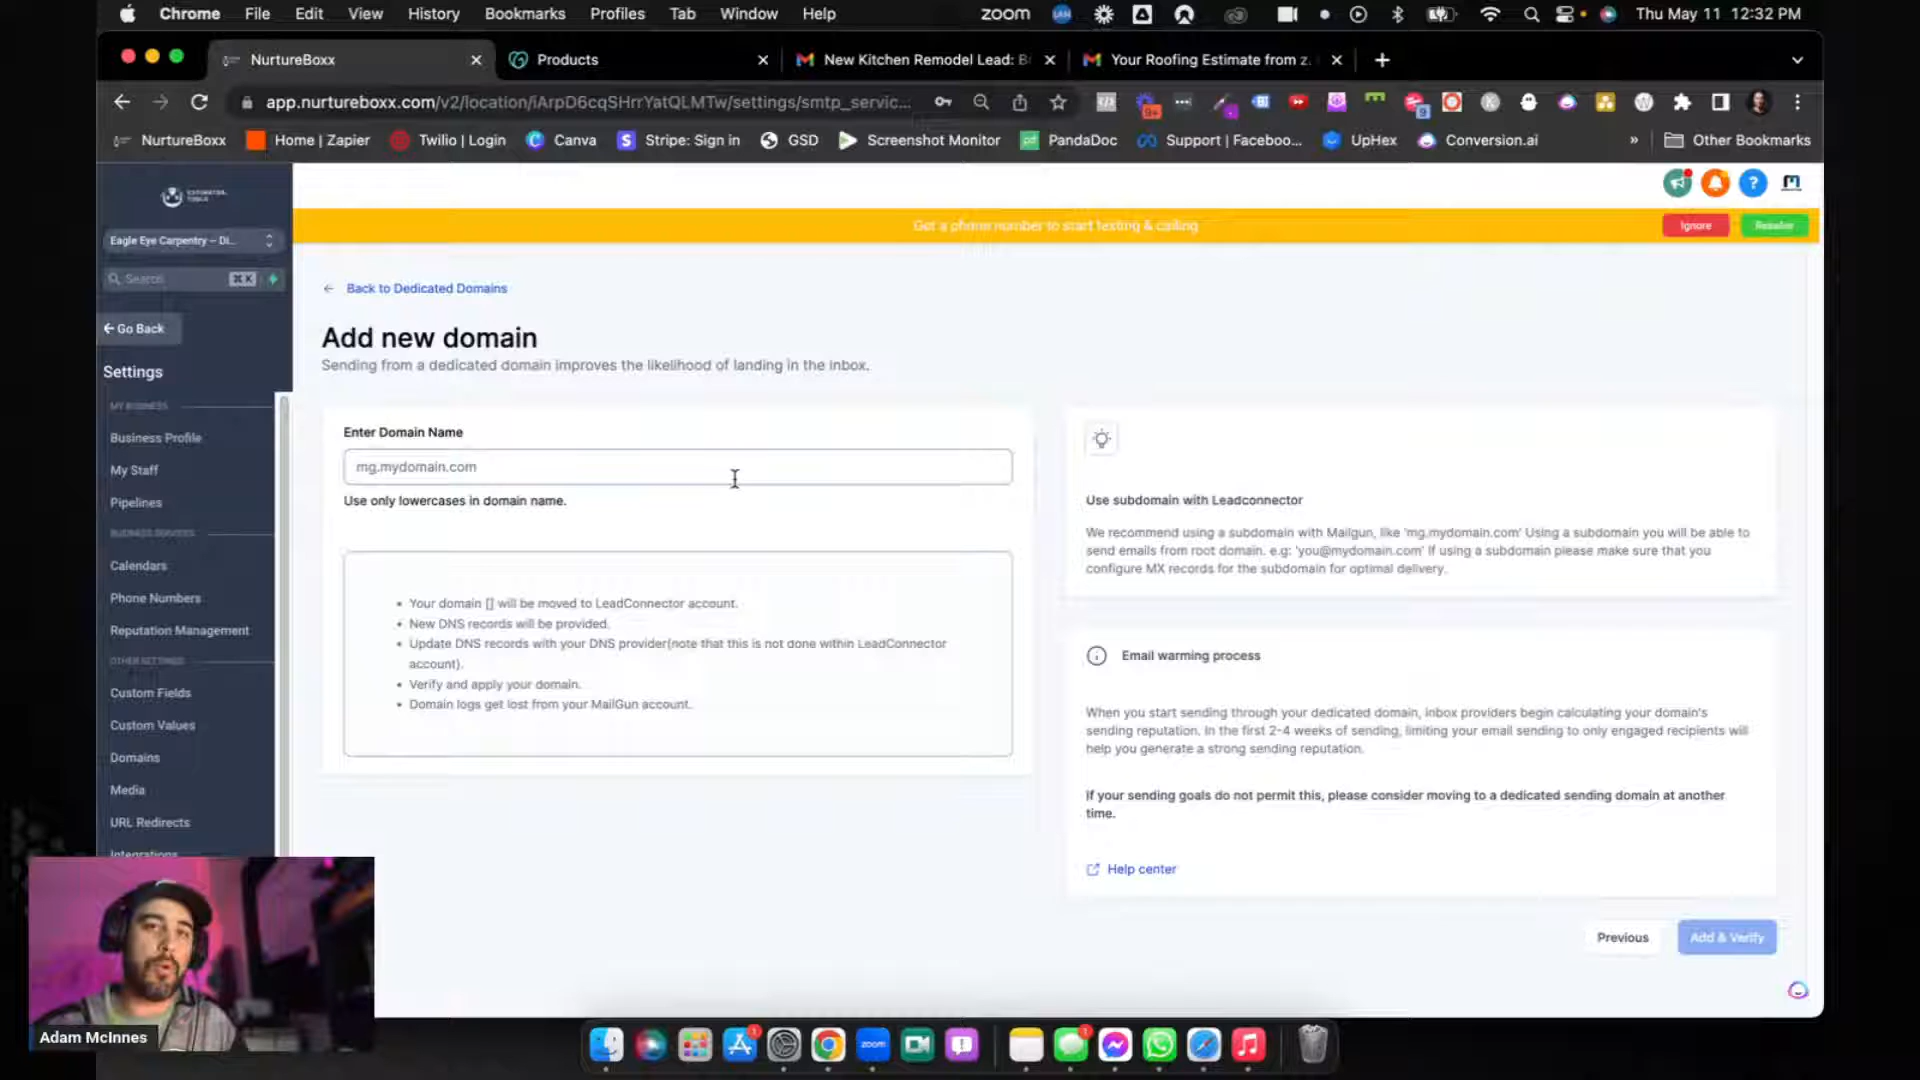 Chrome File Edit View History Bookmarks Profiles Tab Window Help zoom Thu May 11 12:32 PM
NurtureBoxx Products New Kitchen Remodel Lead: B Your Roofing Estimate from z.
app.nurtureboxx.com/v2/location/iArpD6cqSHrrYatQLMTw/settings/smtp_servic...
NurtureBoxx Home | Zapier Twilio | Login Canva Stripe: Sign in GSD Screenshot Monitor PandaDoc Support | Faceboo... UpHex Conversion.ai » Other Bookmarks
Get a phone number to start texting & calling Ignore Resolve
Eagle Eye Carpentry – Di...
Search ⌘K
Go Back
Settings
MY BUSINESS
Business Profile
My Staff
Pipelines
BUSINESS SERVICES
Calendars
Phone Numbers
Reputation Management
OTHER SETTINGS
Custom Fields
Custom Values
Domains
Media
URL Redirects
Integrations
← Back to Dedicated Domains
Add new domain
Sending from a dedicated domain improves the likelihood of landing in the inbox.
Enter Domain Name
mg.mydomain.com
Use only lowercases in domain name.
• Your domain [] will be moved to LeadConnector account.
• New DNS records will be provided.
• Update DNS records with your DNS provider(note that this is not done within LeadConnector
account).
• Verify and apply your domain.
• Domain logs get lost from your MailGun account.
Use subdomain with Leadconnector
We recommend using a subdomain with Mailgun, like 'mg.mydomain.com' Using a subdomain you will be able to
send emails from root domain. e.g: 'you@mydomain.com' If using a subdomain please make sure that you
configure MX records for the subdomain for optimal delivery.
Email warming process
When you start sending through your dedicated domain, inbox providers begin calculating your domain's
sending reputation. In the first 2-4 weeks of sending, limiting your email sending to only engaged recipients will
help you generate a strong sending reputation.
If your sending goals do not permit this, please consider moving to a dedicated sending domain at another
time.
Help center
Previous Add & Verify
Adam McInnes
zoom